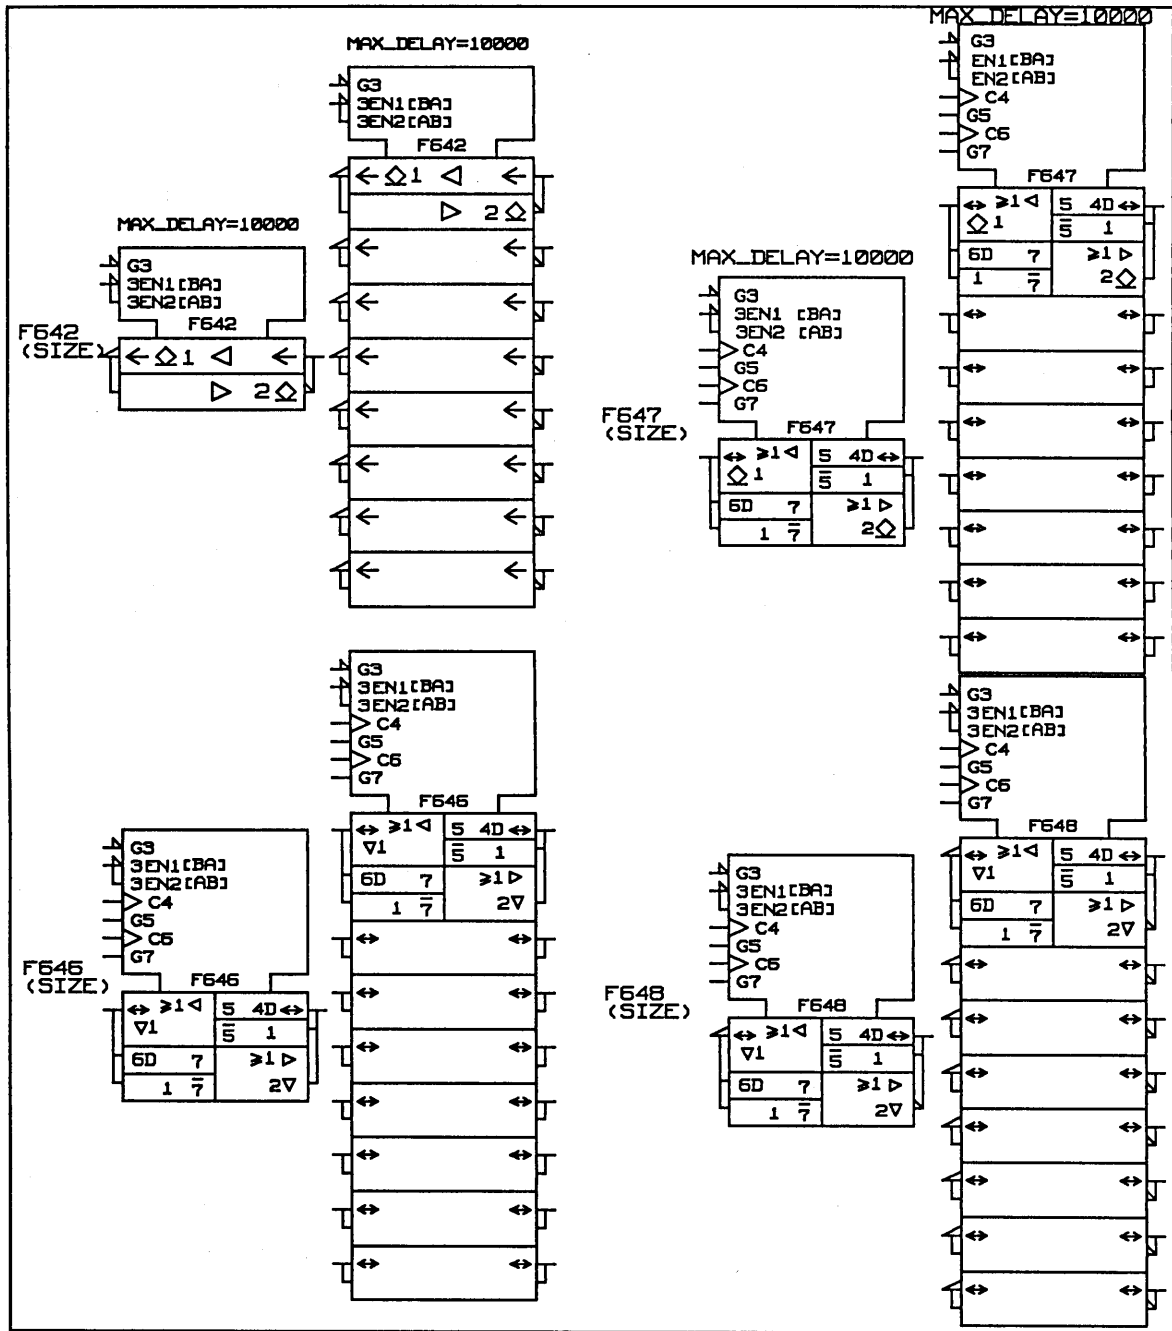 MAX_DELAY=10000
G3
3EN1[BA]
3EN2[AB]
F642
1
2
MAX_DELAY=10000
G3
3EN1[BA]
3EN2[AB]
F642
F642
(SIZE)
1
2
MAX_DELAY=10000
G3
EN1[BA]
EN2[AB]
C4
G5
C6
G7
F647
≥1 5 4D
1 5 1
6D 7 ≥1
1 7 2
MAX_DELAY=10000
G3
3EN1 [BA]
3EN2 [AB]
C4
G5
C6
G7
F647
F647
(SIZE)
≥1 5 4D
1 5 1
6D 7 ≥1
1 7 2
G3
3EN1[BA]
3EN2[AB]
C4
G5
C6
G7
F646
≥1 5 4D
▽1 5 1
6D 7 ≥1
1 7 2▽
G3
3EN1[BA]
3EN2[AB]
C4
G5
C6
G7
F646
F646
(SIZE)
≥1 5 4D
▽1 5 1
6D 7 ≥1
1 7 2▽
G3
3EN1[BA]
3EN2[AB]
C4
G5
C6
G7
F648
≥1 5 4D
▽1 5 1
6D 7 ≥1
1 7 2▽
G3
3EN1[BA]
3EN2[AB]
C4
G5
C6
G7
F648
F648
(SIZE)
≥1 5 4D
▽1 5 1
6D 7 ≥1
1 7 2▽